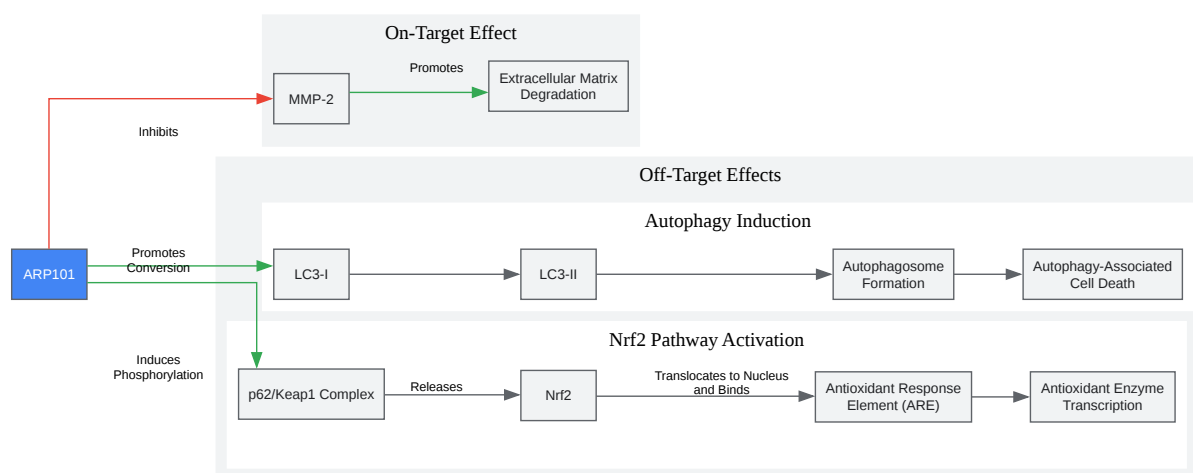 On-Target Effect
Promotes
MMP-2
Extracellular Matrix
Degradation
Inhibits
Off-Target Effects
Autophagy Induction
ARP101
Promotes
Conversion
LC3-I
LC3-II
Autophagosome
Formation
Autophagy-Associated
Cell Death
Nrf2 Pathway Activation
Induces
Phosphorylation
p62/Keap1 Complex
Releases
Nrf2
Translocates to Nucleus
and Binds
Antioxidant Response
Element (ARE)
Antioxidant Enzyme
Transcription